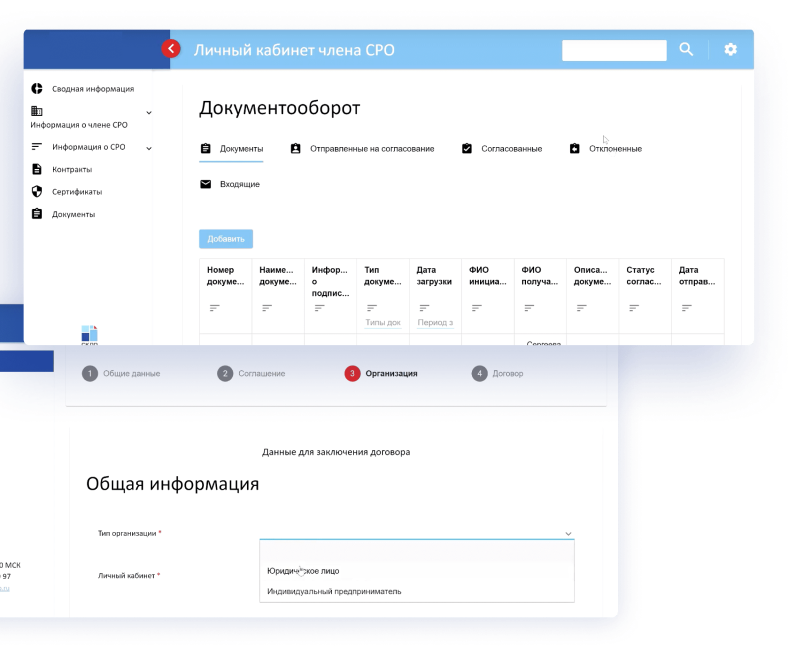 Личный кабинет члена СРО
Сводная информация
Информация о члене СРО
Информация о СРО
Контракты
Сертификаты
Документы
Документооборот
Документы Отправленные на согласование Согласованные Отклоненные
Входящие
Добавить
Номер Наиме... Инфор... Тип Дата ФИО ФИО Описа... Статус Дата
докуме... докуме... о докуме... загрузки инициа... получа... докуме... соглас... отправ...
подпис...
Типы док Период з
Сергеева
1 Общие данные 2 Соглашение 3 Организация 4 Договор
Данные для заключения договора
Общая информация
Тип организации *
Личный кабинет *
Юридическое лицо
Индивидуальный предприниматель
0 МСК
97